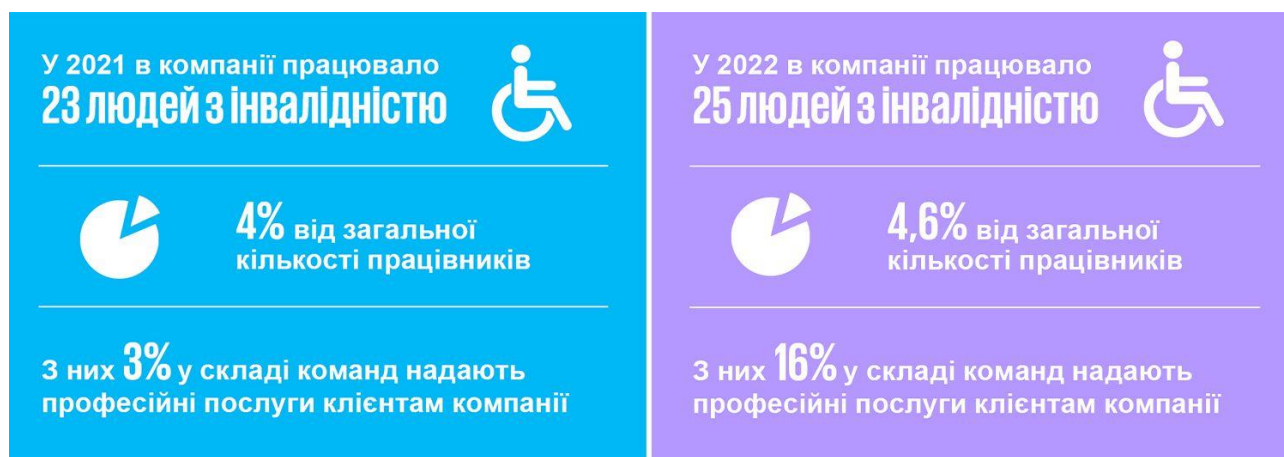 У 2021 в компанії працювало
23 людей з інвалідністю
4% від загальної
кількості працівників
З них 3% у складі команд надають
професійні послуги клієнтам компанії
У 2022 в компанії працювало
25 людей з інвалідністю
4,6% від загальної
кількості працівників
З них 16% у складі команд надають
професійні послуги клієнтам компанії